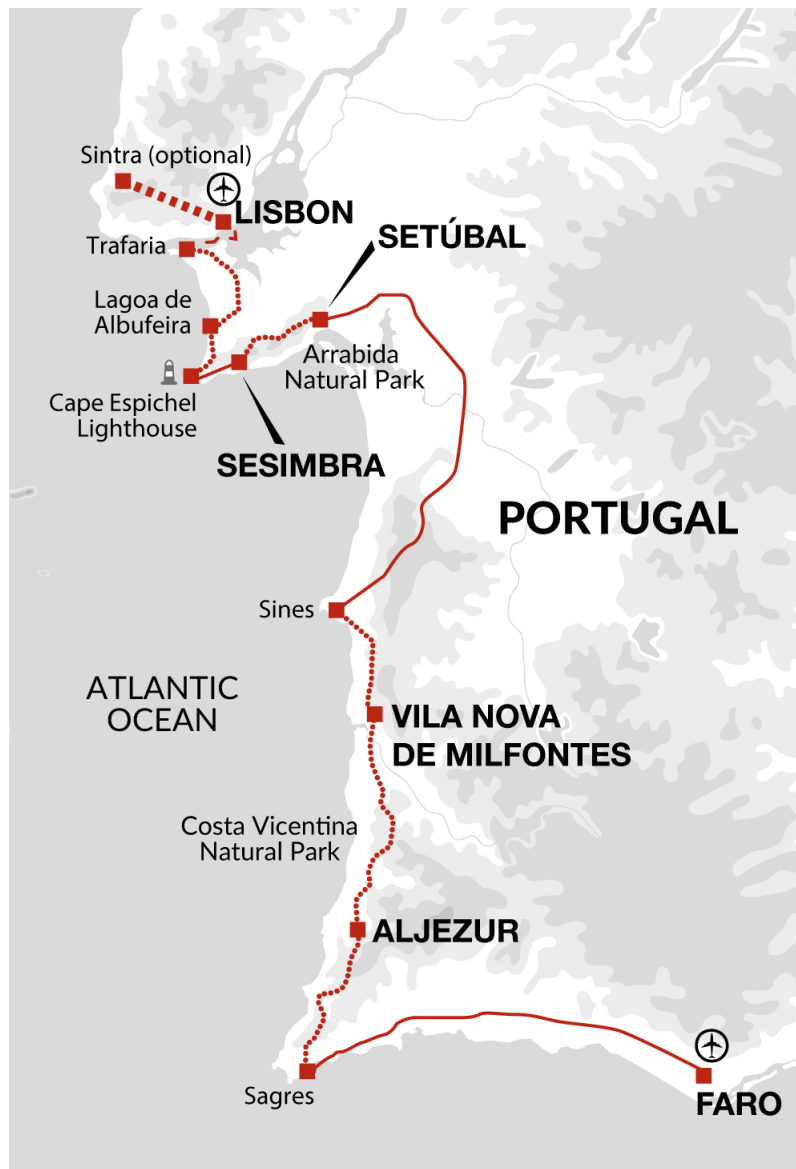 Sintra (optional)
LISBON
Trafaria
SETÚBAL
Lagoa de
Albufeira
Arrabida
Natural Park
Cape Espichel
Lighthouse
SESIMBRA
PORTUGAL
Sines
ATLANTIC
OCEAN
VILA NOVA
DE MILFONTES
Costa Vicentina
Natural Park
ALJEZUR
Sagres
FARO